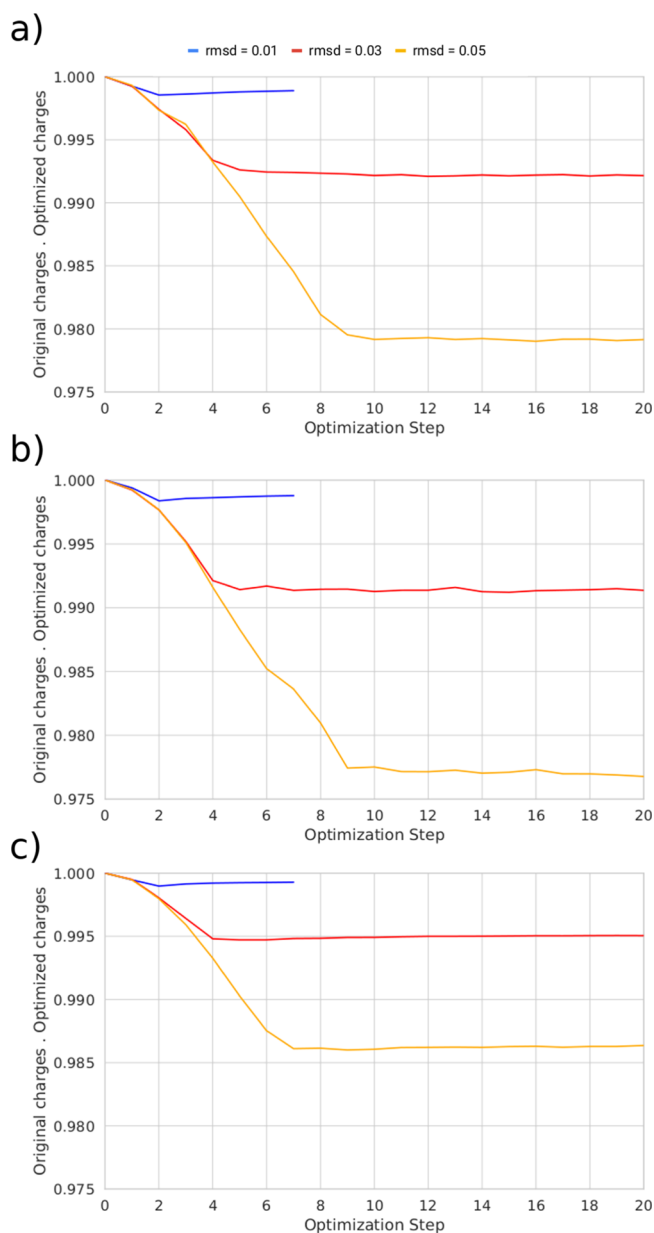 a)
rmsd = 0.01 rmsd = 0.03 rmsd = 0.05
Original charges . Optimized charges
1.000
0.995
0.990
0.985
0.980
0.975
0 2 4 6 8 10 12 14 16 18 20
Optimization Step
b)
Original charges . Optimized charges
1.000
0.995
0.990
0.985
0.980
0.975
0 2 4 6 8 10 12 14 16 18 20
Optimization Step
c)
Original charges . Optimized charges
1.000
0.995
0.990
0.985
0.980
0.975
0 2 4 6 8 10 12 14 16 18 20
Optimization Step